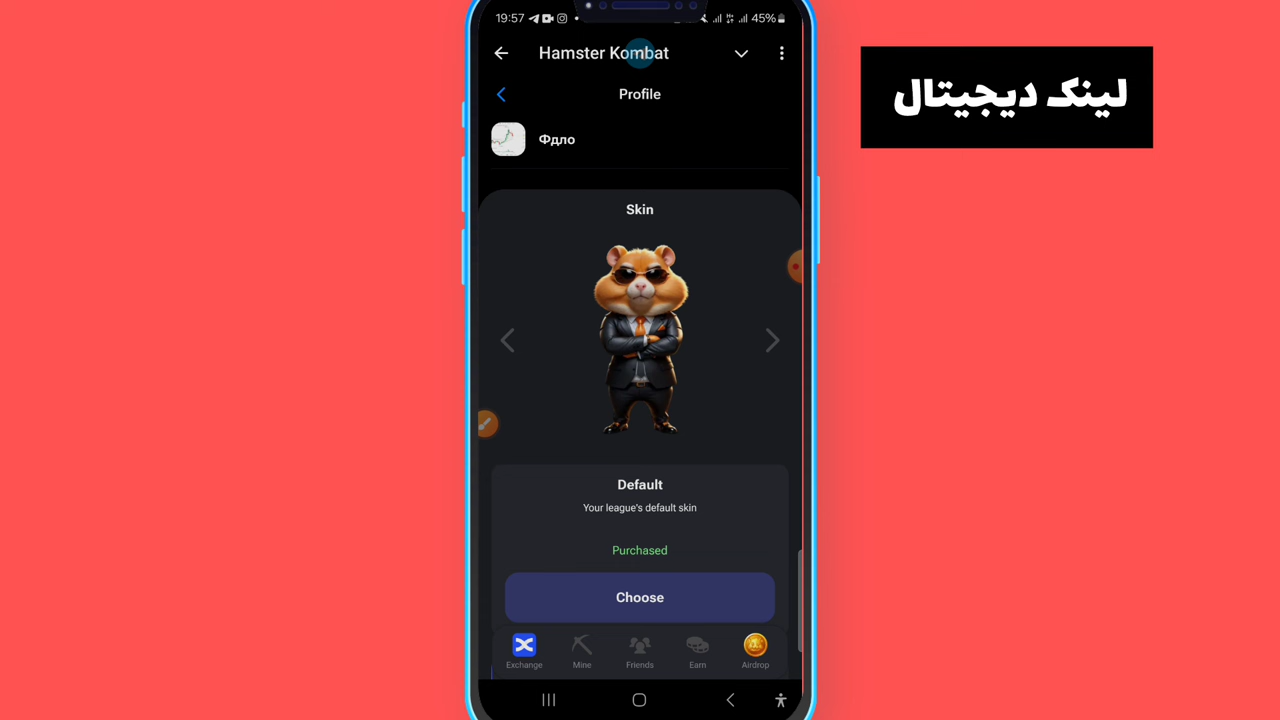 19:57
45%
Hamster Kombat
لینک دیجیتال
Profile
Фдло
Skin
Default
Your league's default skin
Purchased
Choose
Exchange
Mine
Friends
Earn
Airdrop